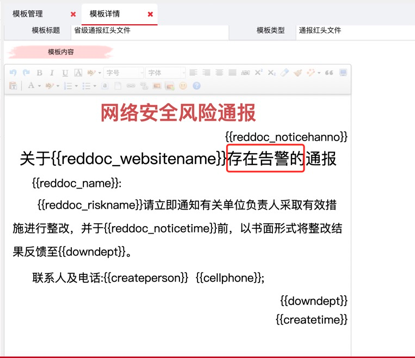 模板管理 × 模板详情 ×
模板标题 省级通报红头文件 模板类型 通报红头文件
模板内容
B I U A 字号 字体
网络安全风险通报
{{reddoc_noticehanno}}
关于{{reddoc_websitename}}存在告警的通报
{{reddoc_name}}:
{{reddoc_riskname}}请立即通知有关单位负责人采取有效措
施进行整改，并于{{reddoc_noticetime}}前，以书面形式将整改结
果反馈至{{downdept}}。
联系人及电话:{{createperson}} {{cellphone}};
{{downdept}}
{{createtime}}